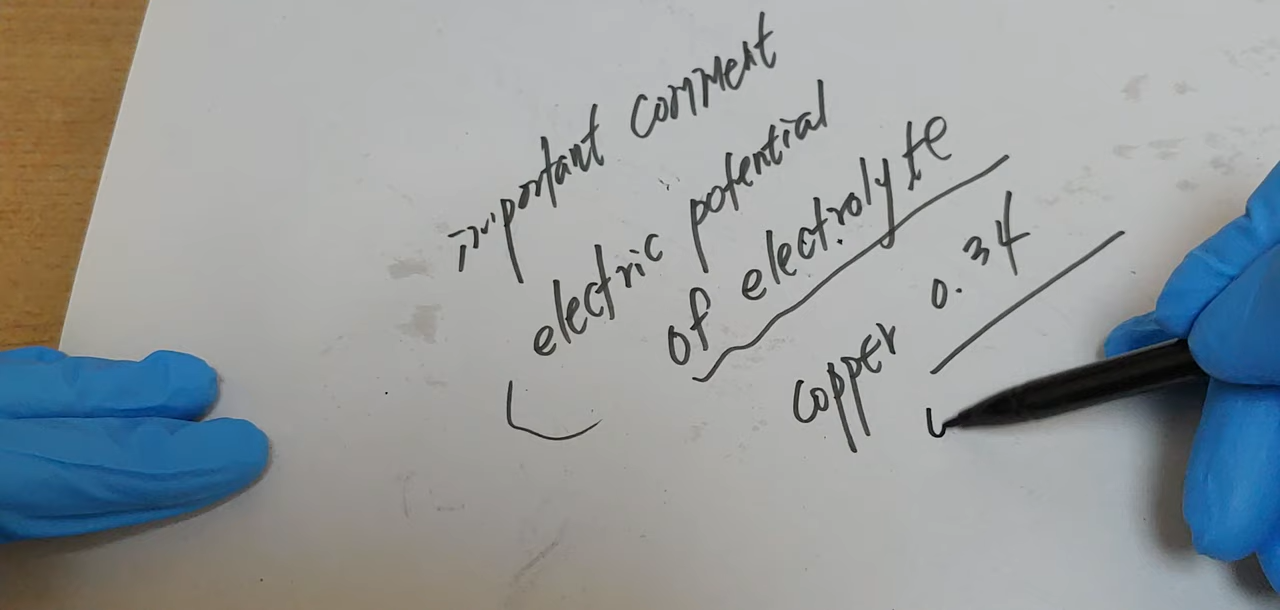 important comment
electric potential
of electrolyte
copper 0.34